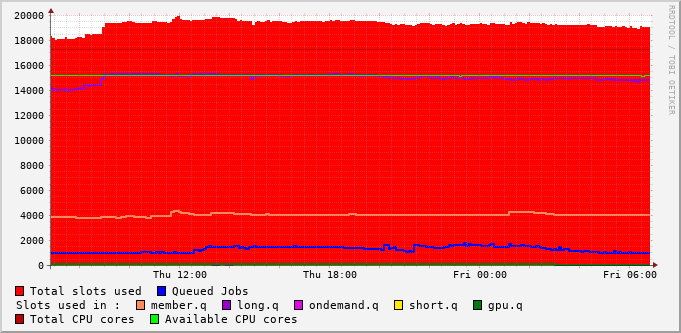 20000
18000
16000
14000
12000
10000
8000
6000
4000
2000
0
Thu 12:00 Thu 18:00 Fri 00:00 Fri 06:00
RRDTOOL / TOBI OETIKER
Total slots used Queued Jobs
Slots used in : member.q long.q ondemand.q short.q gpu.q
Total CPU cores Available CPU cores